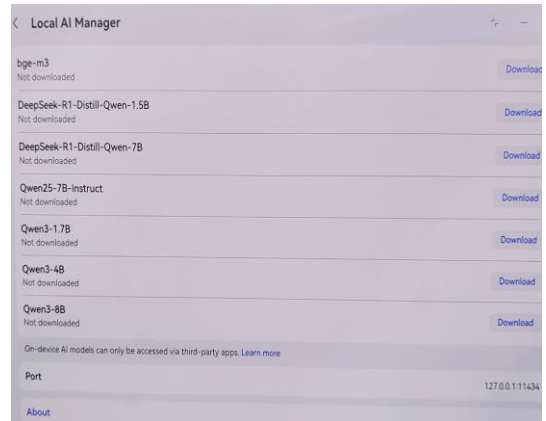 Local AI Manager
bge-m3
Not downloaded
Download
DeepSeek-R1-Distill-Qwen-1.5B
Not downloaded
Download
DeepSeek-R1-Distill-Qwen-7B
Not downloaded
Download
Qwen25-7B-Instruct
Not downloaded
Download
Qwen3-1.7B
Not downloaded
Download
Qwen3-4B
Not downloaded
Download
Qwen3-8B
Not downloaded
Download
On-device AI models can only be accessed via third-party apps. Learn more
Port
127.0.0.1:11434
About